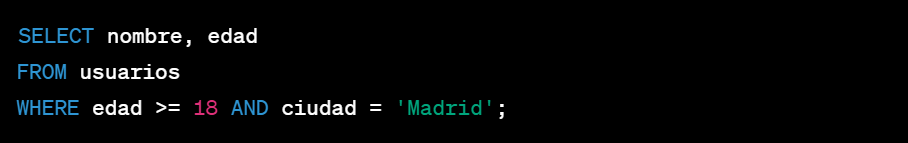 SELECT nombre, edad
FROM usuarios
WHERE edad >= 18 AND ciudad = 'Madrid';